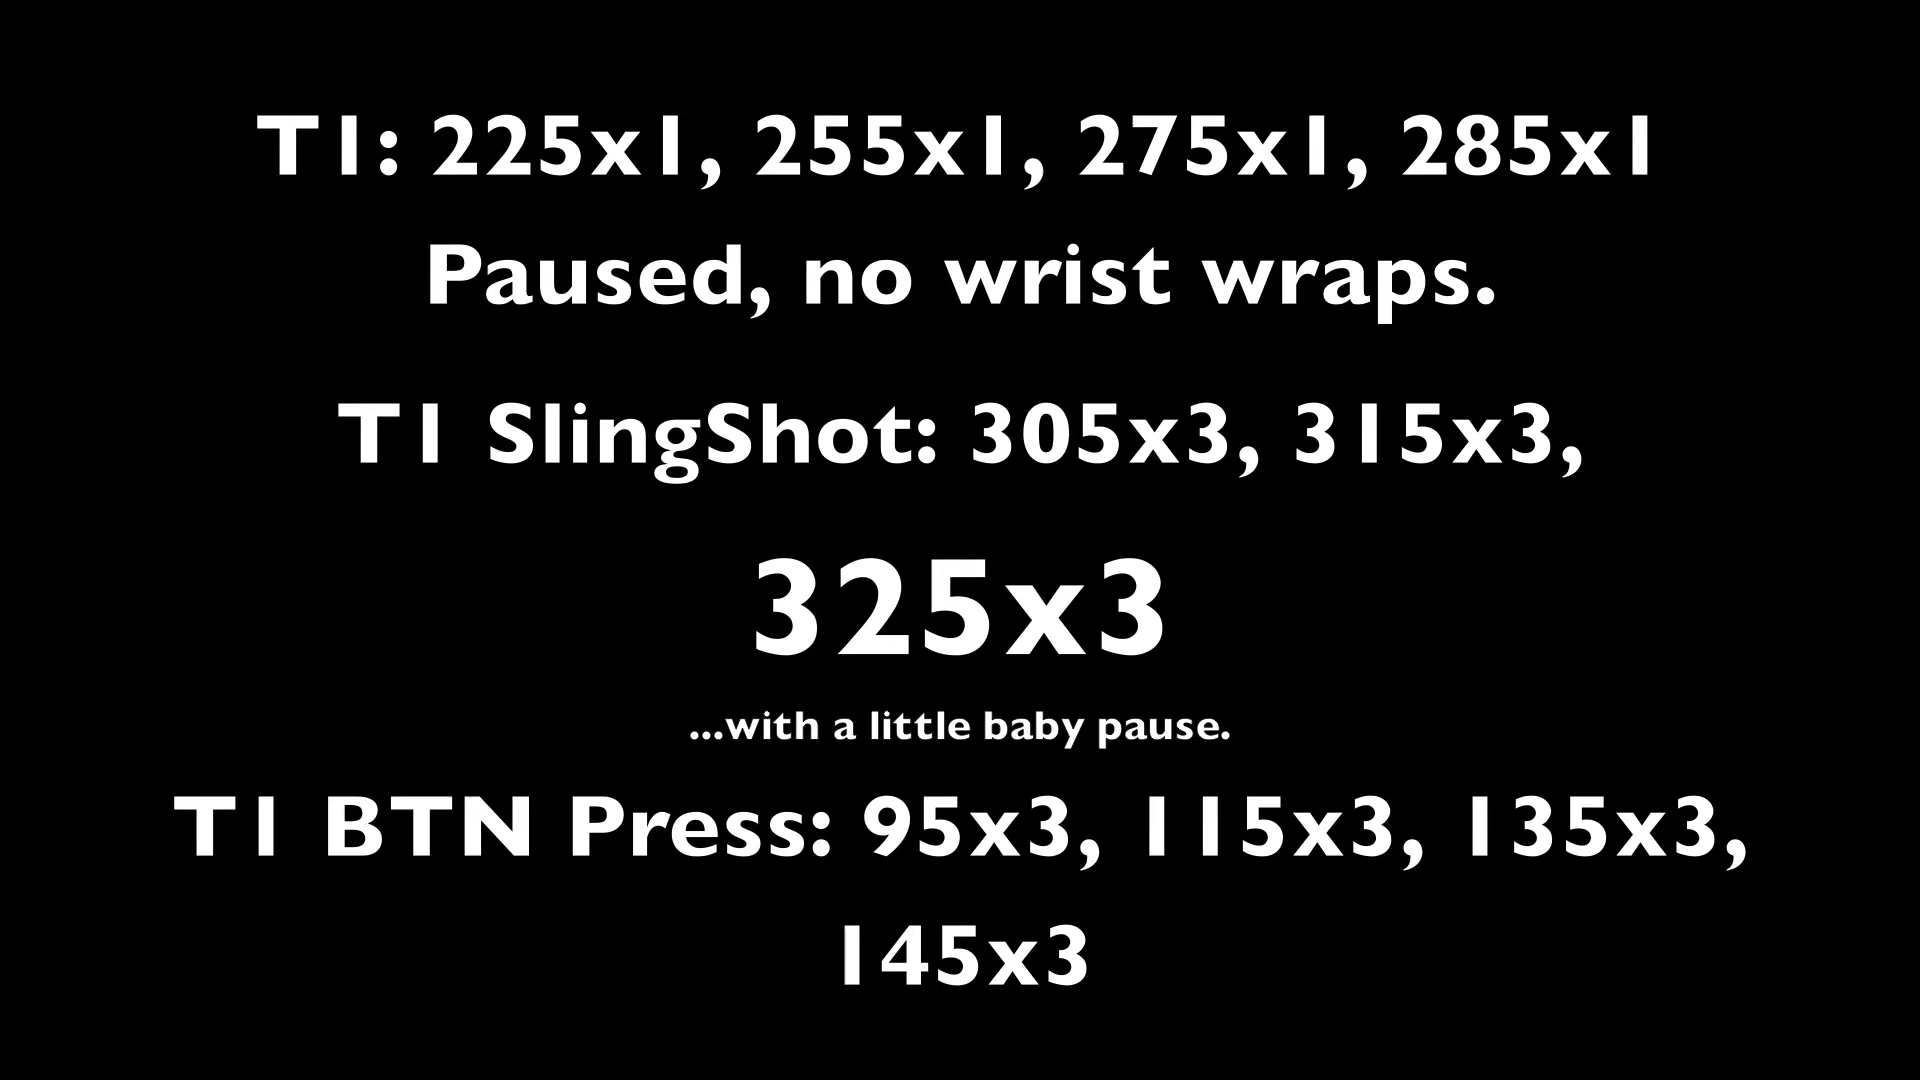 T1: 225x1, 255x1, 275x1, 285x1
Paused, no wrist wraps.
T1 SlingShot: 305x3, 315x3,
325x3
...with a little baby pause.
T1 BTN Press: 95x3, 115x3, 135x3,
145x3